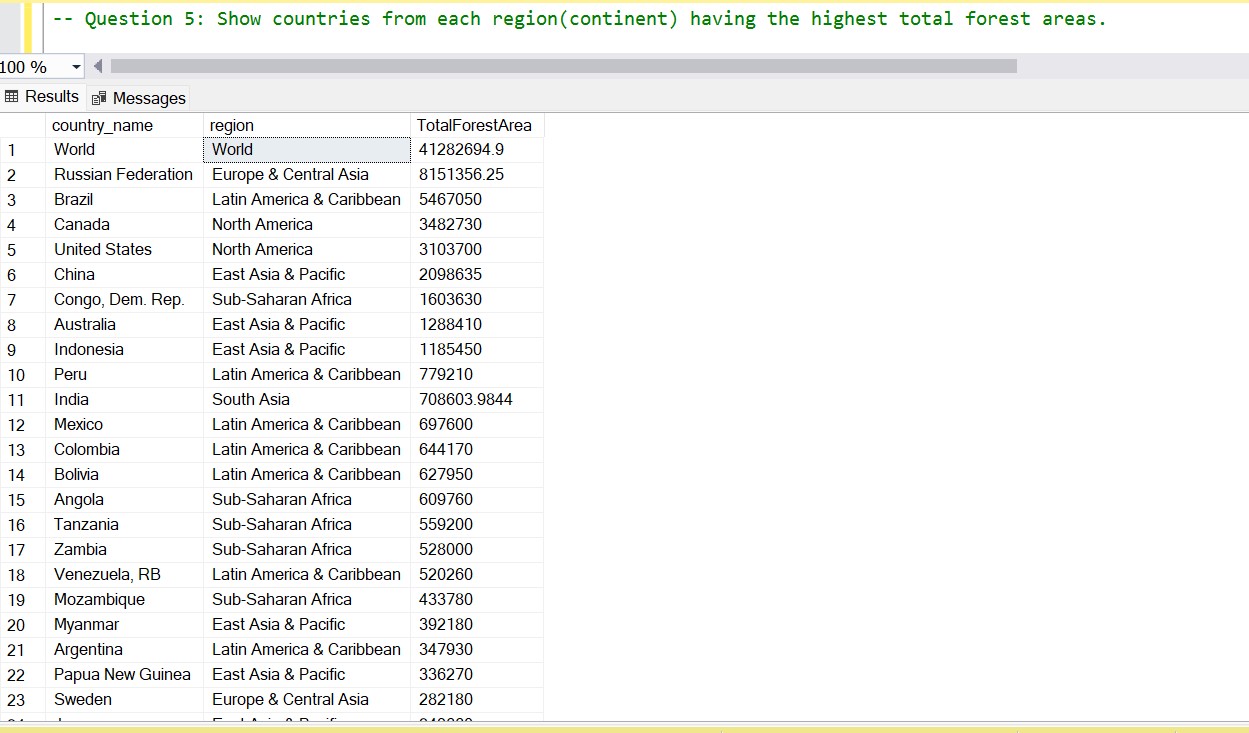 -- Question 5: Show countries from each region(continent) having the highest total forest areas.
100 %
Results Messages
country_name region TotalForestArea
1 World World 41282694.9
2 Russian Federation Europe & Central Asia 8151356.25
3 Brazil Latin America & Caribbean 5467050
4 Canada North America 3482730
5 United States North America 3103700
6 China East Asia & Pacific 2098635
7 Congo, Dem. Rep. Sub-Saharan Africa 1603630
8 Australia East Asia & Pacific 1288410
9 Indonesia East Asia & Pacific 1185450
10 Peru Latin America & Caribbean 779210
11 India South Asia 708603.9844
12 Mexico Latin America & Caribbean 697600
13 Colombia Latin America & Caribbean 644170
14 Bolivia Latin America & Caribbean 627950
15 Angola Sub-Saharan Africa 609760
16 Tanzania Sub-Saharan Africa 559200
17 Zambia Sub-Saharan Africa 528000
18 Venezuela, RB Latin America & Caribbean 520260
19 Mozambique Sub-Saharan Africa 433780
20 Myanmar East Asia & Pacific 392180
21 Argentina Latin America & Caribbean 347930
22 Papua New Guinea East Asia & Pacific 336270
23 Sweden Europe & Central Asia 282180